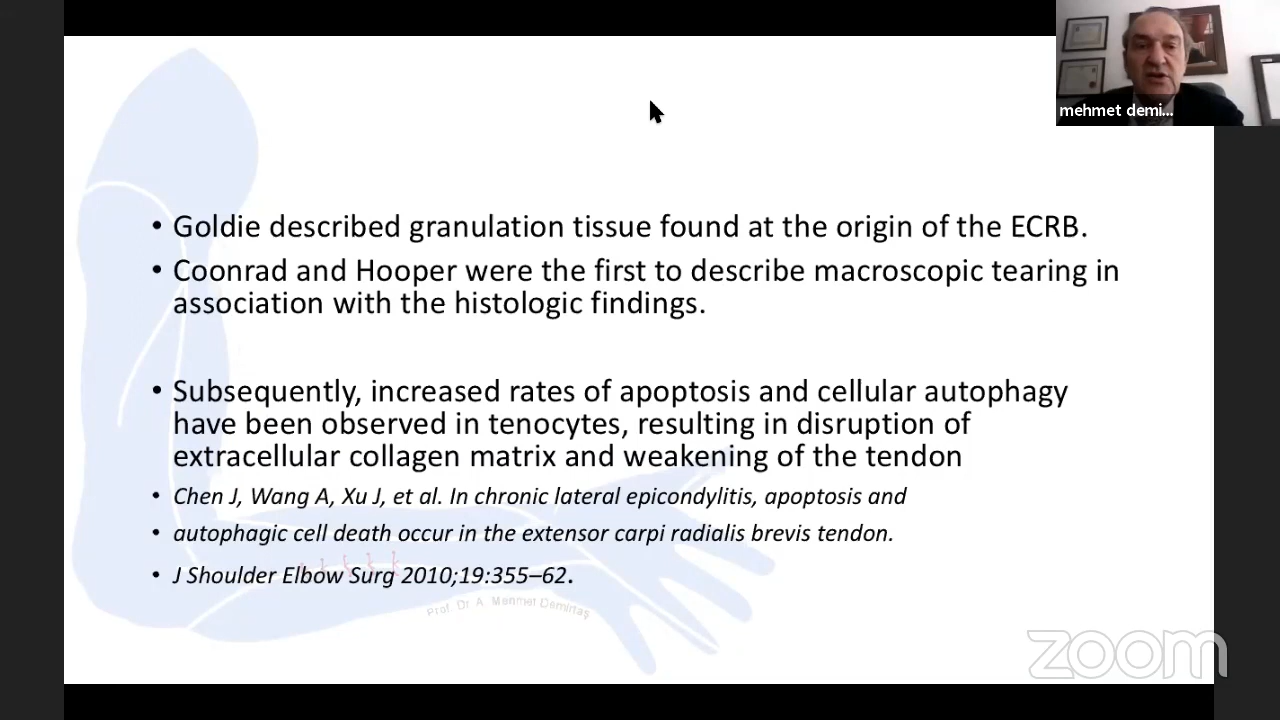 mehmet demi...
• Goldie described granulation tissue found at the origin of the ECRB.
• Coonrad and Hooper were the first to describe macroscopic tearing in
association with the histologic findings.
• Subsequently, increased rates of apoptosis and cellular autophagy
have been observed in tenocytes, resulting in disruption of
extracellular collagen matrix and weakening of the tendon
• Chen J, Wang A, Xu J, et al. In chronic lateral epicondylitis, apoptosis and
• autophagic cell death occur in the extensor carpi radialis brevis tendon.
• J Shoulder Elbow Surg 2010;19:355–62.
Prof. Dr A. Mehmet Demirtaş
zoom